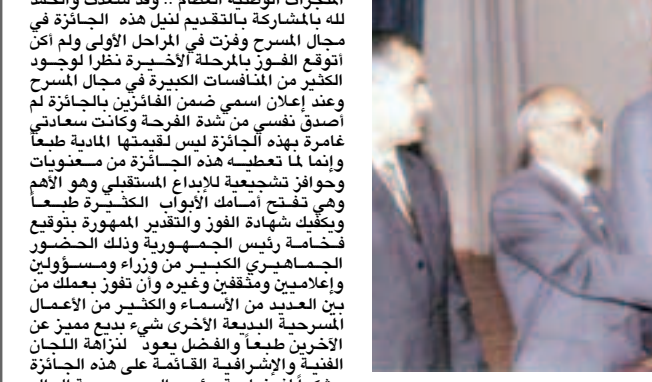 المنجزات الوطنية العظام .. وقد سعدت والحمد
لله بالمشاركة بالتقديم لنيل هذه الجائزة في
مجال المسرح وفزت في المراحل الأولى ولم أكن
أتوقع الفوز بالمرحلة الأخيرة نظرا لوجود
الكثير من المنافسات الكبيرة في مجال المسرح
وعند إعلان اسمي ضمن الفائزين بالجائزة لم
أصدق نفسي من شدة الفرحة وكانت سعادتي
غامرة بهذه الجائزة ليس لقيمتها المادية طبعاً
وإنما لما تعطيه هذه الجائزة من معنويات
وحوافز تشجيعية للإبداع المستقبلي وهو الأهم
وهي تفتح أمامك الأبواب الكثيرة طبعاً
ويكفيك شهادة الفوز والتقدير الممهورة بتوقيع
فخامة رئيس الجمهورية وذلك الحضور
الجماهيري الكبير من وزراء ومسؤولين
وإعلاميين ومثقفين وغيره وأن تفوز بعملك من
بين العديد من الأسماء والكثير من الأعمال
المسرحية البديعة الأخرى شيء بديع مميز عن
الآخرين طبعاً والفضل يعود لنزاهة اللجان
الفنية والإشرافية القائمة على هذه الجائزة